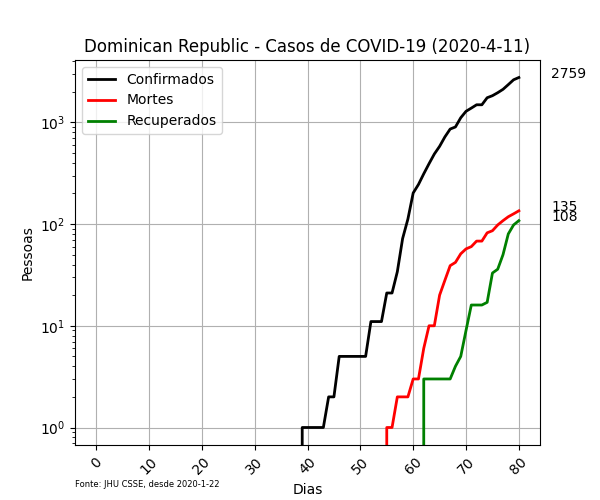 Dominican Republic - Casos de COVID-19 (2020-4-11)
Confirmados
Mortes
Recuperados
2759
135
108
10³
10²
10¹
10⁰
Pessoas
0 10 20 30 40 50 60 70 80
Dias
Fonte: JHU CSSE, desde 2020-1-22